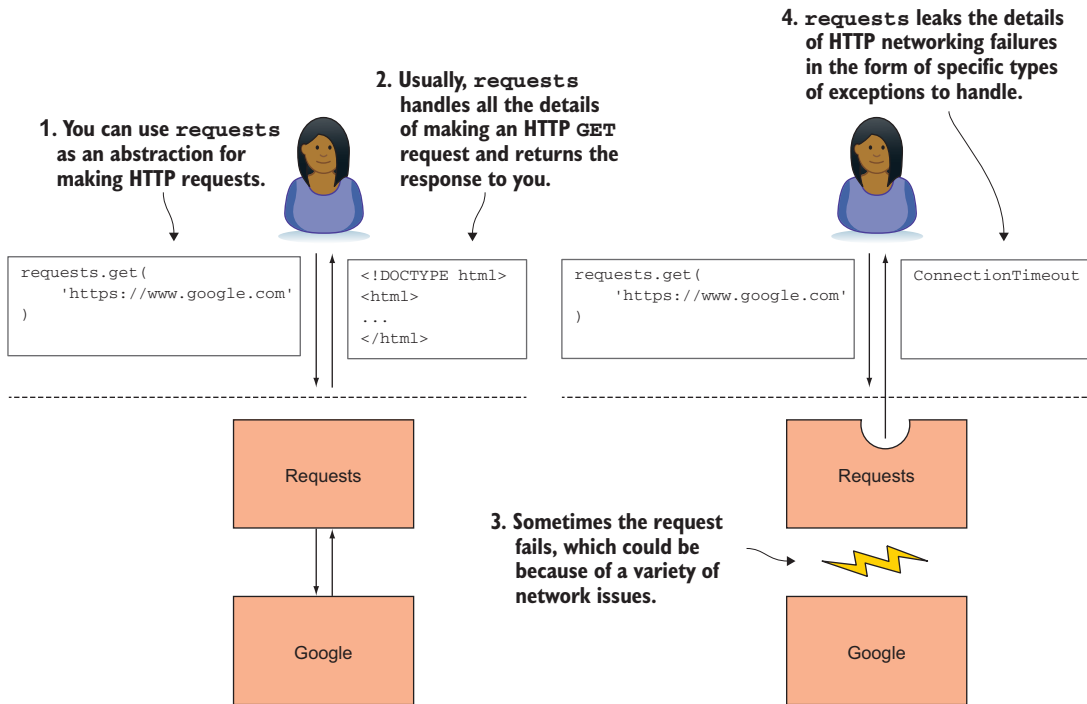 1. You can use requests
as an abstraction for
making HTTP requests.
2. Usually, requests
handles all the details
of making an HTTP GET
request and returns the
response to you.
requests.get(
    'https://www.google.com'
)
<!DOCTYPE html>
<html>
...
</html>
Requests
Google
3. Sometimes the request
fails, which could be
because of a variety of
network issues.
4. requests leaks the details
of HTTP networking failures
in the form of specific types
of exceptions to handle.
requests.get(
    'https://www.google.com'
)
ConnectionTimeout
Requests
Google